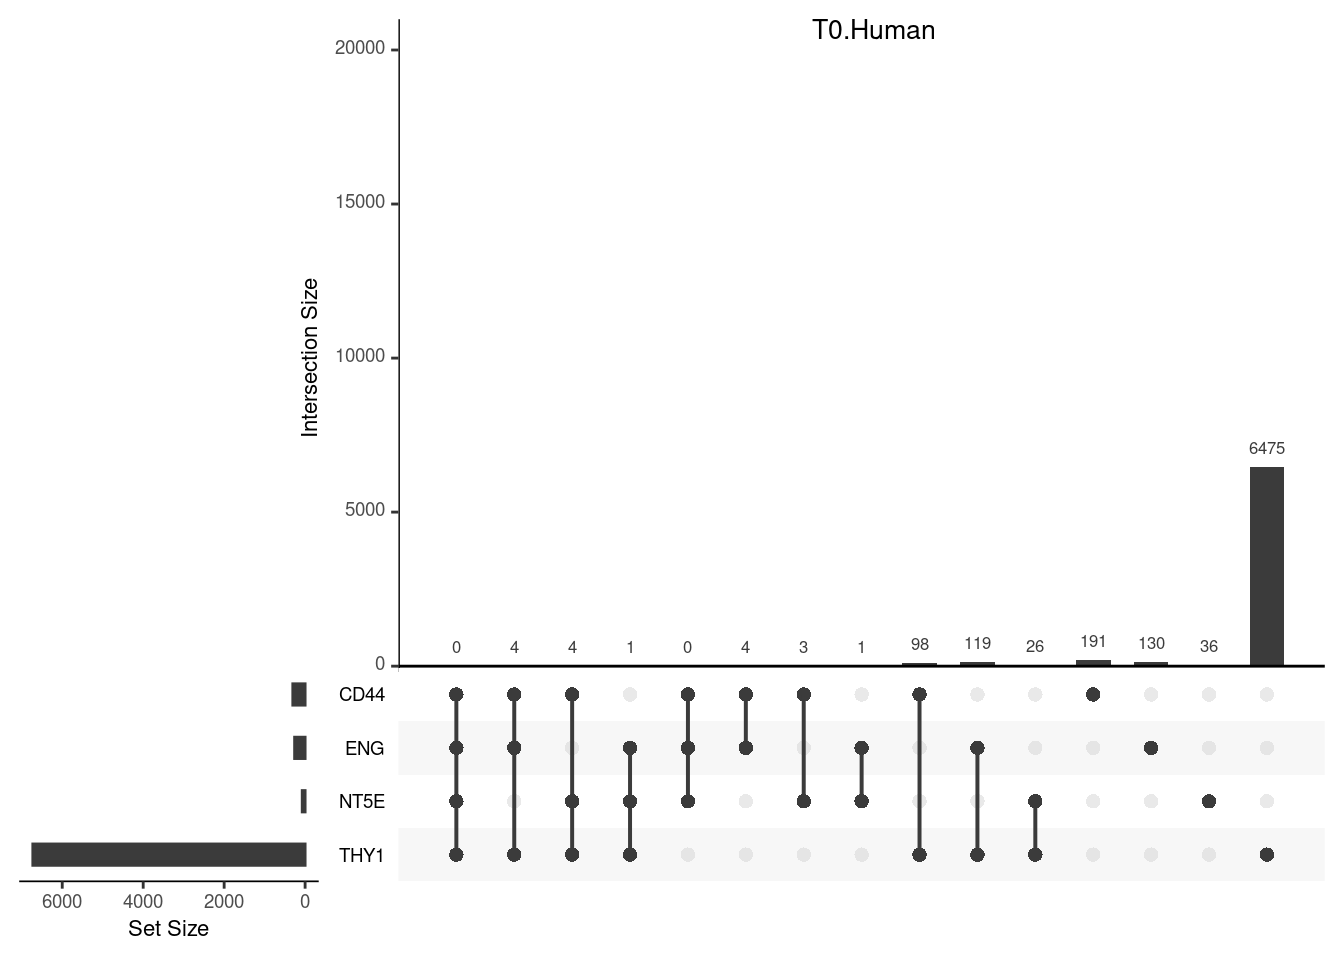 T0.Human
20000
15000
10000
5000
0
Intersection Size
0 4 4 1 0 4 3 1 98 119 26 191 130 36 6475
CD44
ENG
NT5E
THY1
6000 4000 2000 0
Set Size